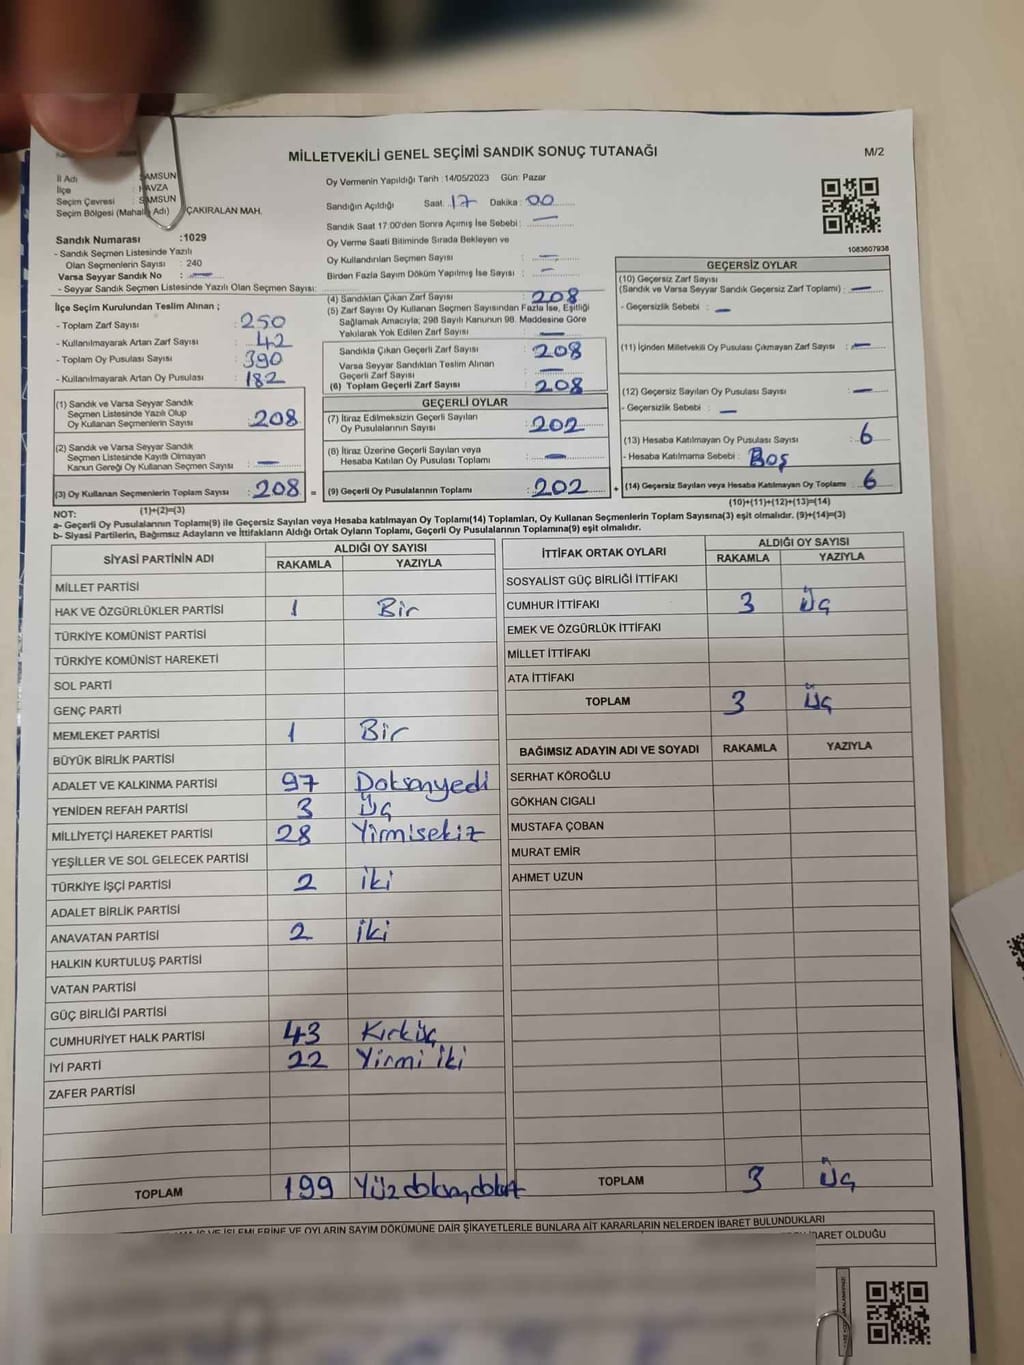 MİLLETVEKİLİ GENEL SEÇİMİ SANDIK SONUÇ TUTANAĞI
M/2
İl Adı : SAMSUN
İlçe : HAVZA
Seçim Çevresi : SAMSUN
Seçim Bölgesi (Mahalle Adı) : ÇAKIRALAN MAH.
Sandık Numarası : 1029
- Sandık Seçmen Listesinde Yazılı
Olan Seçmenlerin Sayısı : 240
Varsa Seyyar Sandık No : —
- Seyyar Sandık Seçmen Listesinde Yazılı Olan Seçmen Sayısı:
Oy Vermenin Yapıldığı Tarih : 14/05/2023 Gün: Pazar
Sandığın Açıldığı Saat: 17 Dakika : 00
Sandık Saat 17:00'den Sonra Açımış İse Sebebi : —
Oy Verme Saati Bitiminde Sırada Bekleyen ve
Oy Kullandırılan Seçmen Sayısı : —
Birden Fazla Sayım Döküm Yapılmış İse Sayısı : —
1083607938
İlçe Seçim Kurulundan Teslim Alınan ;
- Toplam Zarf Sayısı : 250
- Kullanılmayarak Artan Zarf Sayısı : 42
- Toplam Oy Pusulası Sayısı : 390
- Kullanılmayarak Artan Oy Pusulası : 182
(1) Sandık ve Varsa Seyyar Sandık
Seçmen Listesinde Yazılı Olup
Oy Kullanan Seçmenlerin Sayısı : 208
(2) Sandık ve Varsa Seyyar Sandık
Seçmen Listesinde Kayıtlı Olmayan
Kanun Gereği Oy Kullanan Seçmen Sayısı : —
(3) Oy Kullanan Seçmenlerin Toplam Sayısı : 208 =
(1)+(2)=(3)
(4) Sandıktan Çıkan Zarf Sayısı : 208
(5) Zarf Sayısı Oy Kullanan Seçmen Sayısından Fazla İse, Eşitliği
Sağlamak Amacıyla; 298 Sayılı Kanunun 98. Maddesine Göre
Yakılarak Yok Edilen Zarf Sayısı : —
Sandıkta Çıkan Geçerli Zarf Sayısı : 208
Varsa Seyyar Sandıktan Teslim Alınan
Geçerli Zarf Sayısı : —
(6) Toplam Geçerli Zarf Sayısı : 208
GEÇERLİ OYLAR
(7) İtiraz Edilmeksizin Geçerli Sayılan
Oy Pusulalarının Sayısı : 202
(8) İtiraz Üzerine Geçerli Sayılan veya
Hesaba Katılan Oy Pusulası Toplamı : —
(9) Geçerli Oy Pusulalarının Toplamı : 202 +
GEÇERSİZ OYLAR
(10) Geçersiz Zarf Sayısı
(Sandık ve Varsa Seyyar Sandık Geçersiz Zarf Toplamı) : —
- Geçersizlik Sebebi : —
(11) İçinden Milletvekili Oy Pusulası Çıkmayan Zarf Sayısı : —
(12) Geçersiz Sayılan Oy Pusulası Sayısı : —
- Geçersizlik Sebebi : —
(13) Hesaba Katılmayan Oy Pusulası Sayısı : 6
- Hesaba Katılmama Sebebi : Boş
(14) Geçersiz Sayılan veya Hesaba Katılmayan Oy Toplamı : 6
(10)+(11)+(12)+(13)=(14)
NOT:
a- Geçerli Oy Pusulalarının Toplamı(9) ile Geçersiz Sayılan veya Hesaba katılmayan Oy Toplamı(14) Toplamları, Oy Kullanan Seçmenlerin Toplam Sayısına(3) eşit olmalıdır. (9)+(14)=(3)
b- Siyasi Partilerin, Bağımsız Adayların ve İttifakların Aldığı Ortak Oyların Toplamı, Geçerli Oy Pusulalarının Toplamına(9) eşit olmalıdır.
SİYASİ PARTİNİN ADI ALDIĞI OY SAYISI
RAKAMLA YAZIYLA
MİLLET PARTİSİ
HAK VE ÖZGÜRLÜKLER PARTİSİ 1 Bir
TÜRKİYE KOMÜNİST PARTİSİ
TÜRKİYE KOMÜNİST HAREKETİ
SOL PARTİ
GENÇ PARTİ
MEMLEKET PARTİSİ 1 Bir
BÜYÜK BİRLİK PARTİSİ
ADALET VE KALKINMA PARTİSİ 97 Doksanyedi
YENİDEN REFAH PARTİSİ 3 Üç
MİLLİYETÇİ HAREKET PARTİSİ 28 Yirmisekiz
YEŞİLLER VE SOL GELECEK PARTİSİ
TÜRKİYE İŞÇİ PARTİSİ 2 iki
ADALET BİRLİK PARTİSİ
ANAVATAN PARTİSİ 2 iki
HALKIN KURTULUŞ PARTİSİ
VATAN PARTİSİ
GÜÇ BİRLİĞİ PARTİSİ
CUMHURİYET HALK PARTİSİ 43 Kırküç
İYİ PARTİ 22 Yirmi iki
ZAFER PARTİSİ
TOPLAM 199 Yüzdoksandokuz
İTTİFAK ORTAK OYLARI ALDIĞI OY SAYISI
RAKAMLA YAZIYLA
SOSYALİST GÜÇ BİRLİĞİ İTTİFAKI
CUMHUR İTTİFAKI 3 Üç
EMEK VE ÖZGÜRLÜK İTTİFAKI
MİLLET İTTİFAKI
ATA İTTİFAKI
TOPLAM 3 Üç
BAĞIMSIZ ADAYIN ADI VE SOYADI RAKAMLA YAZIYLA
SERHAT KÖROĞLU
GÖKHAN CIGALI
MUSTAFA ÇOBAN
MURAT EMİR
AHMET UZUN
TOPLAM 3 Üç
İŞLEMLERİNE VE OYLARIN SAYIM DÖKÜMÜNE DAİR ŞİKAYETLERLE BUNLARA AİT KARARLARIN NELERDEN İBARET BULUNDUKLARI
İBARET OLDUĞU